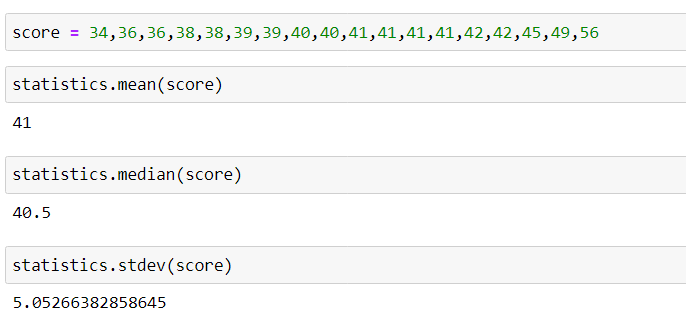 score = 34,36,36,38,38,39,39,40,40,41,41,41,41,42,42,45,49,56
statistics.mean(score)
41
statistics.median(score)
40.5
statistics.stdev(score)
5.05266382858645